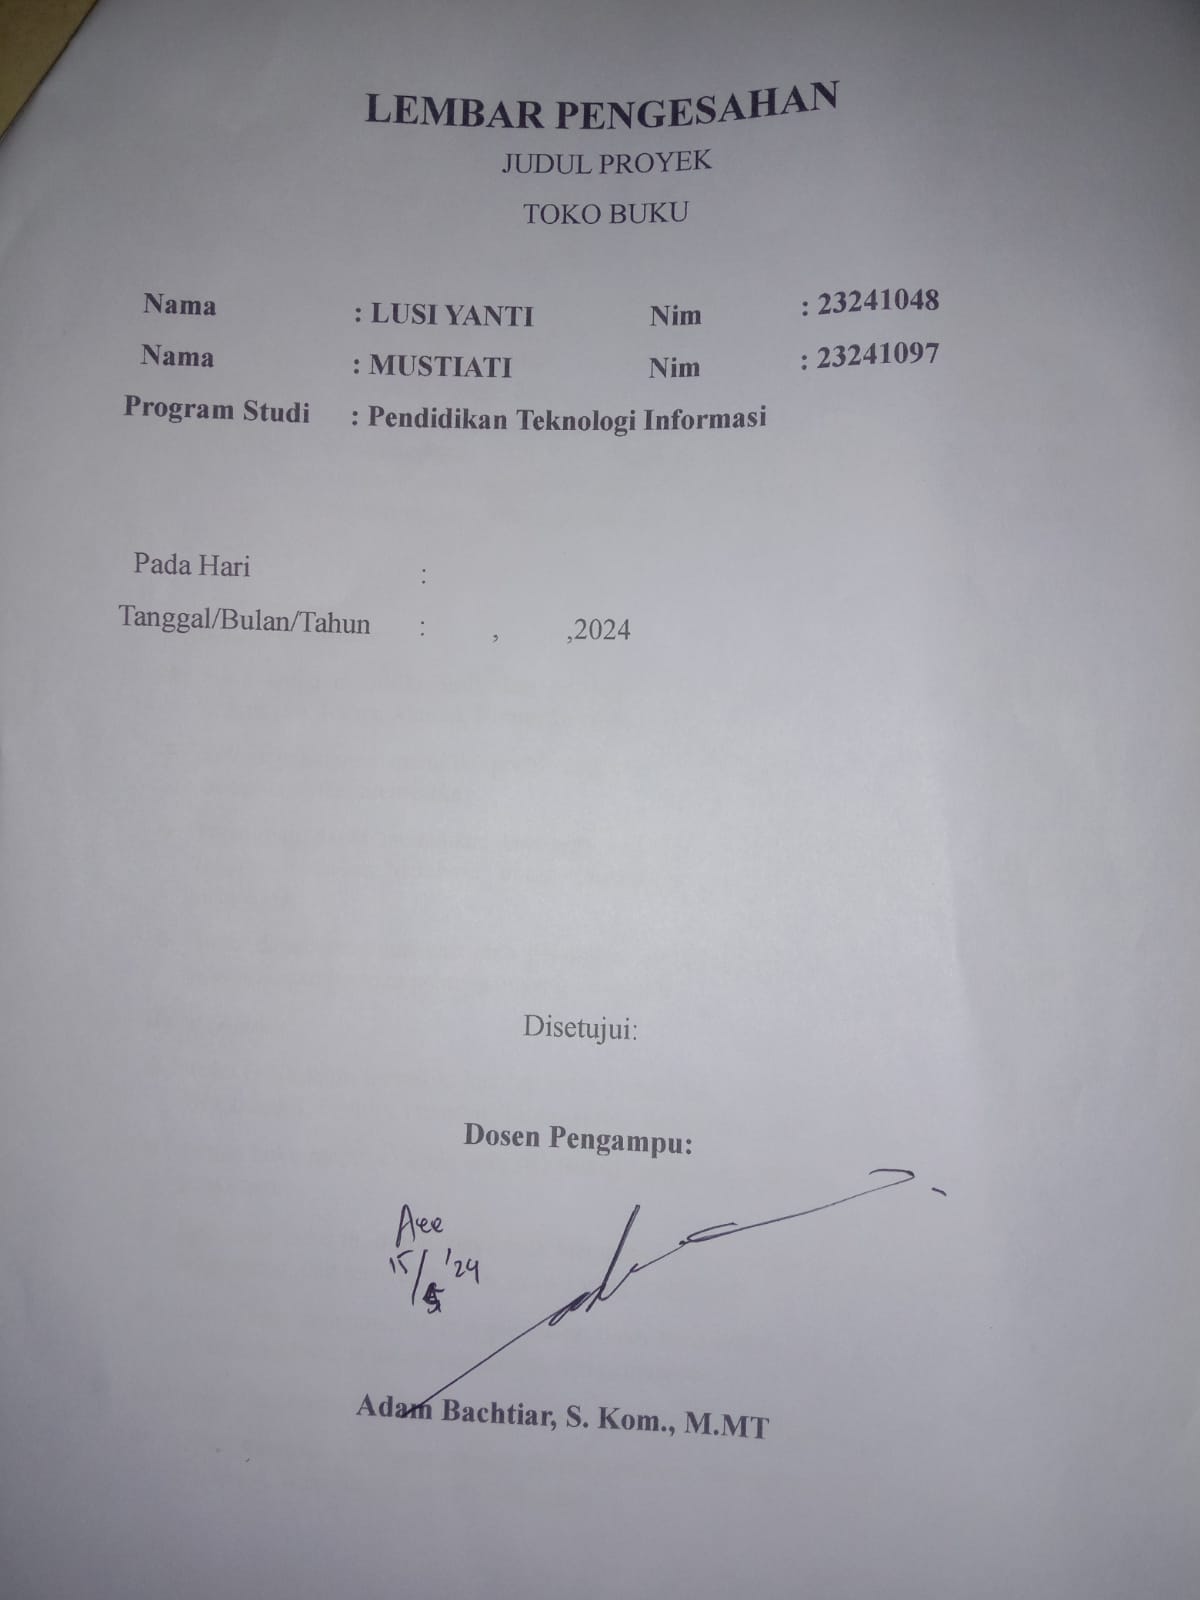 LEMBAR PENGESAHAN
JUDUL PROYEK
TOKO BUKU
Nama : LUSI YANTI Nim : 23241048
Nama : MUSTIATI Nim : 23241097
Program Studi : Pendidikan Teknologi Informasi
Pada Hari :
Tanggal/Bulan/Tahun : , ,2024
Disetujui:
Dosen Pengampu:
Acc
15/5 '24
Adam Bachtiar, S. Kom., M.MT